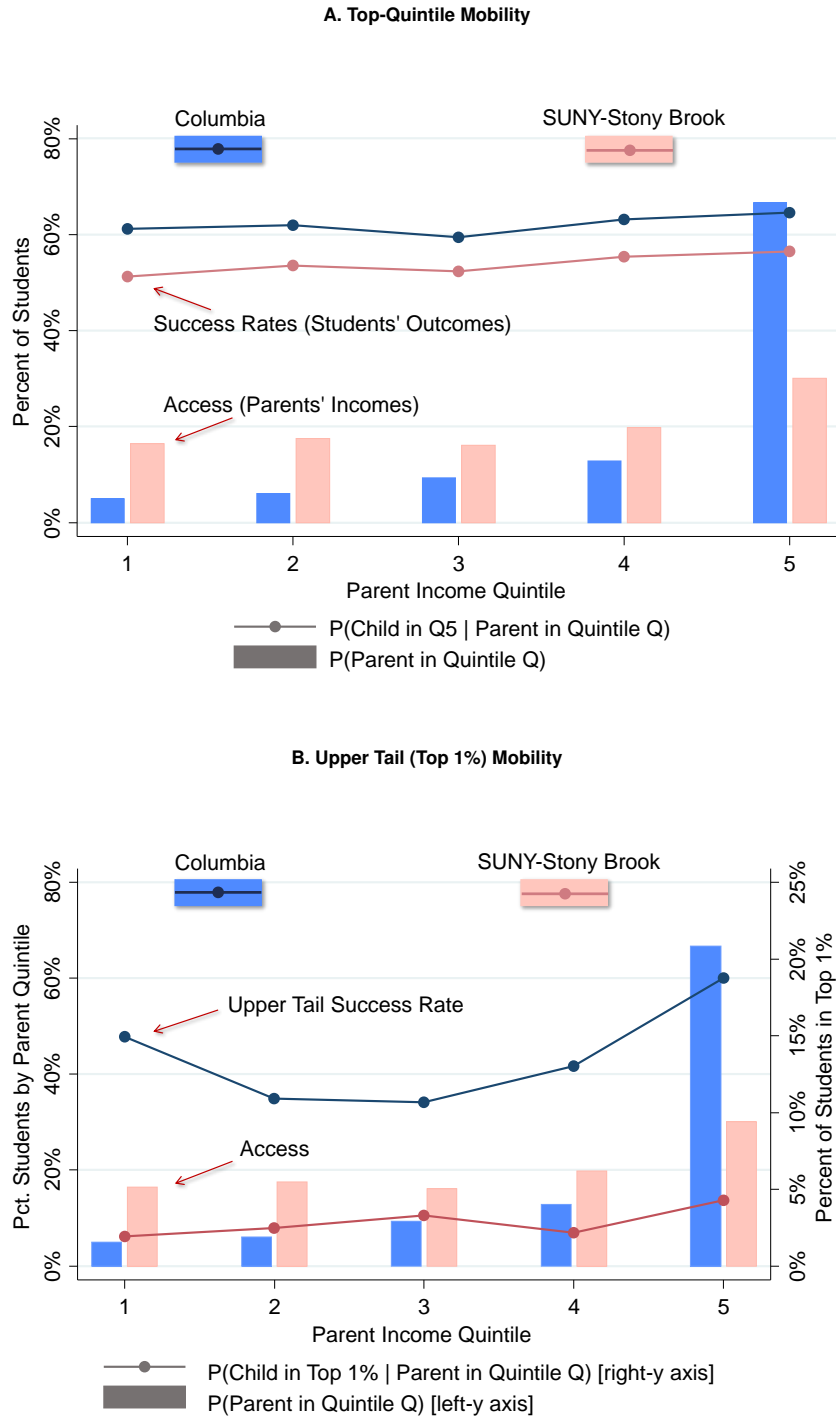 A. Top-Quintile Mobility
Columbia
SUNY-Stony Brook
80%
60%
40%
20%
0%
Percent of Students
Success Rates (Students' Outcomes)
Access (Parents' Incomes)
1 2 3 4 5
Parent Income Quintile
P(Child in Q5 | Parent in Quintile Q)
P(Parent in Quintile Q)
B. Upper Tail (Top 1%) Mobility
Columbia
SUNY-Stony Brook
80%
60%
40%
20%
0%
Pct. Students by Parent Quintile
25%
20%
15%
10%
5%
0%
Percent of Students in Top 1%
Upper Tail Success Rate
Access
1 2 3 4 5
Parent Income Quintile
P(Child in Top 1% | Parent in Quintile Q) [right-y axis]
P(Parent in Quintile Q) [left-y axis]